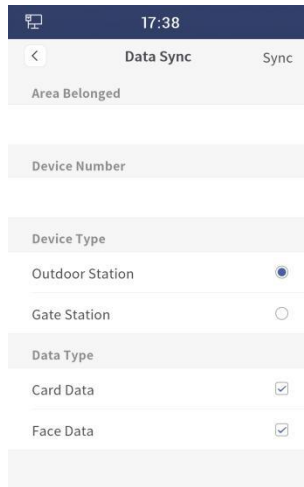 17:38
Data Sync Sync
Area Belonged
Device Number
Device Type
Outdoor Station
Gate Station
Data Type
Card Data
Face Data